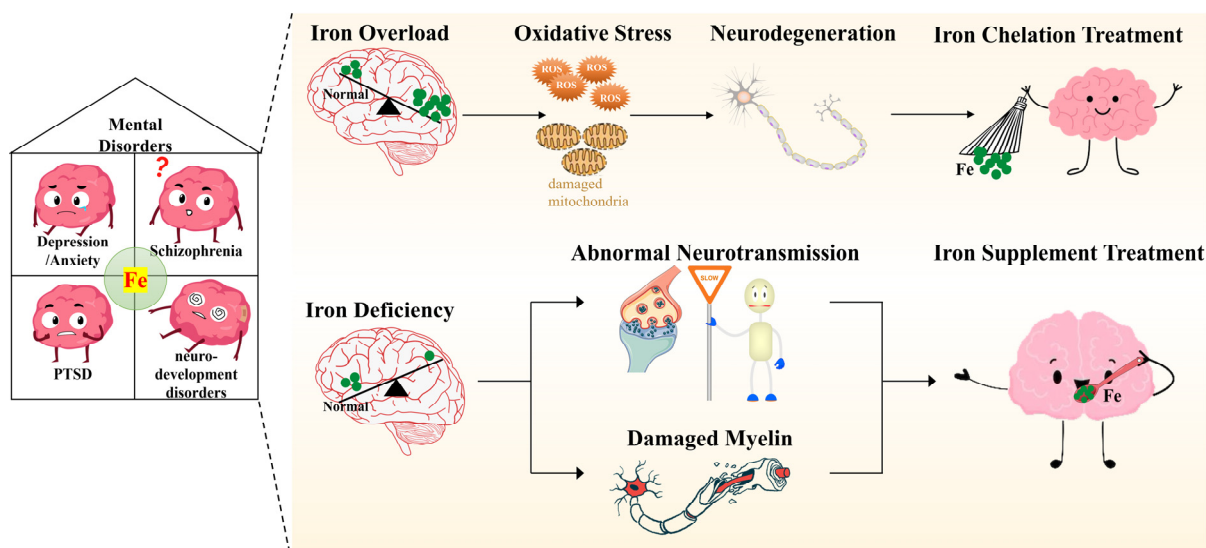 Mental
Disorders
?
Depression
/Anxiety
Schizophrenia
Fe
PTSD
neuro-
development
disorders
Iron Overload
Normal
Oxidative Stress
ROS
ROS
ROS
ROS
ROS
damaged
mitochondria
Neurodegeneration
Iron Chelation Treatment
Fe
Iron Deficiency
Normal
Abnormal Neurotransmission
SLOW
Damaged Myelin
Iron Supplement Treatment
Fe